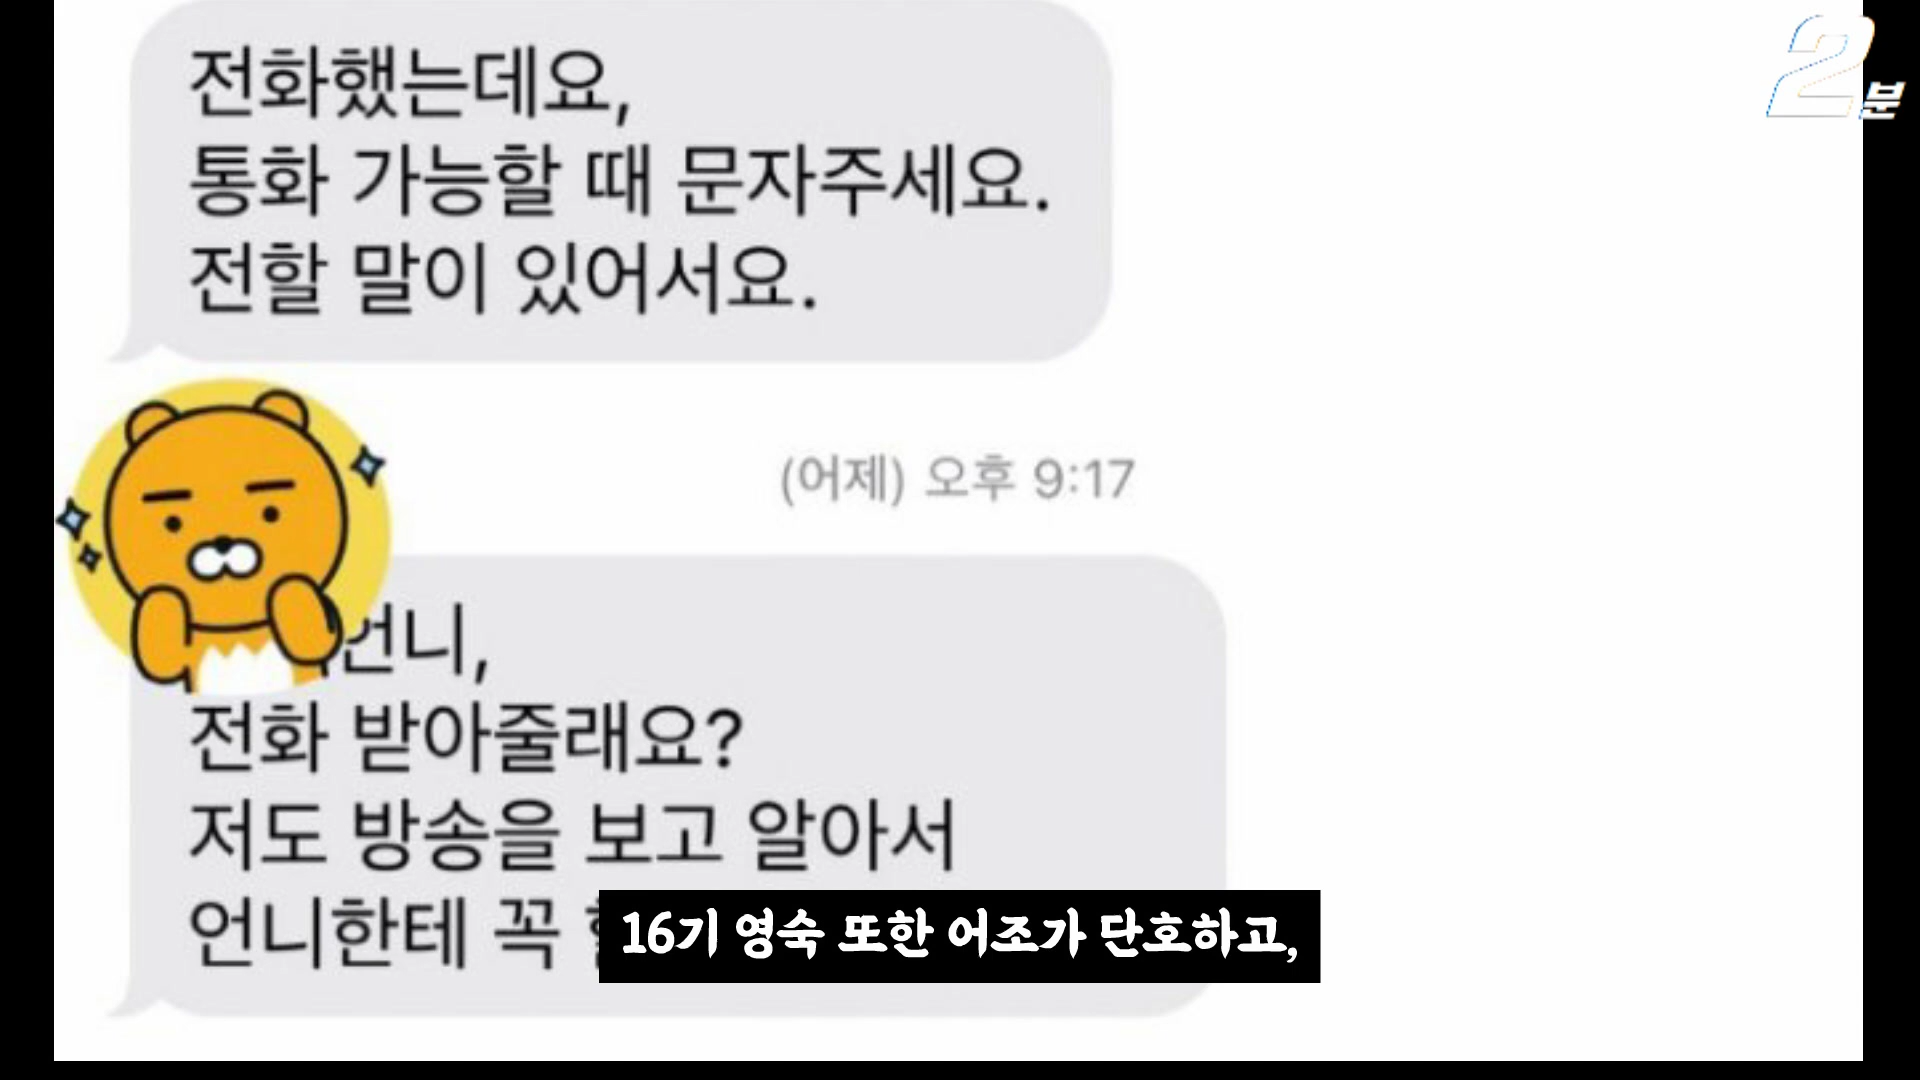 전화했는데요,
통화 가능할 때 문자주세요.
전할 말이 있어서요.
2분
(어제) 오후 9:17
언니,
전화 받아줄래요?
저도 방송을 보고 알아서
언니한테 꼭
16기 영숙 또한 어조가 단호하고,